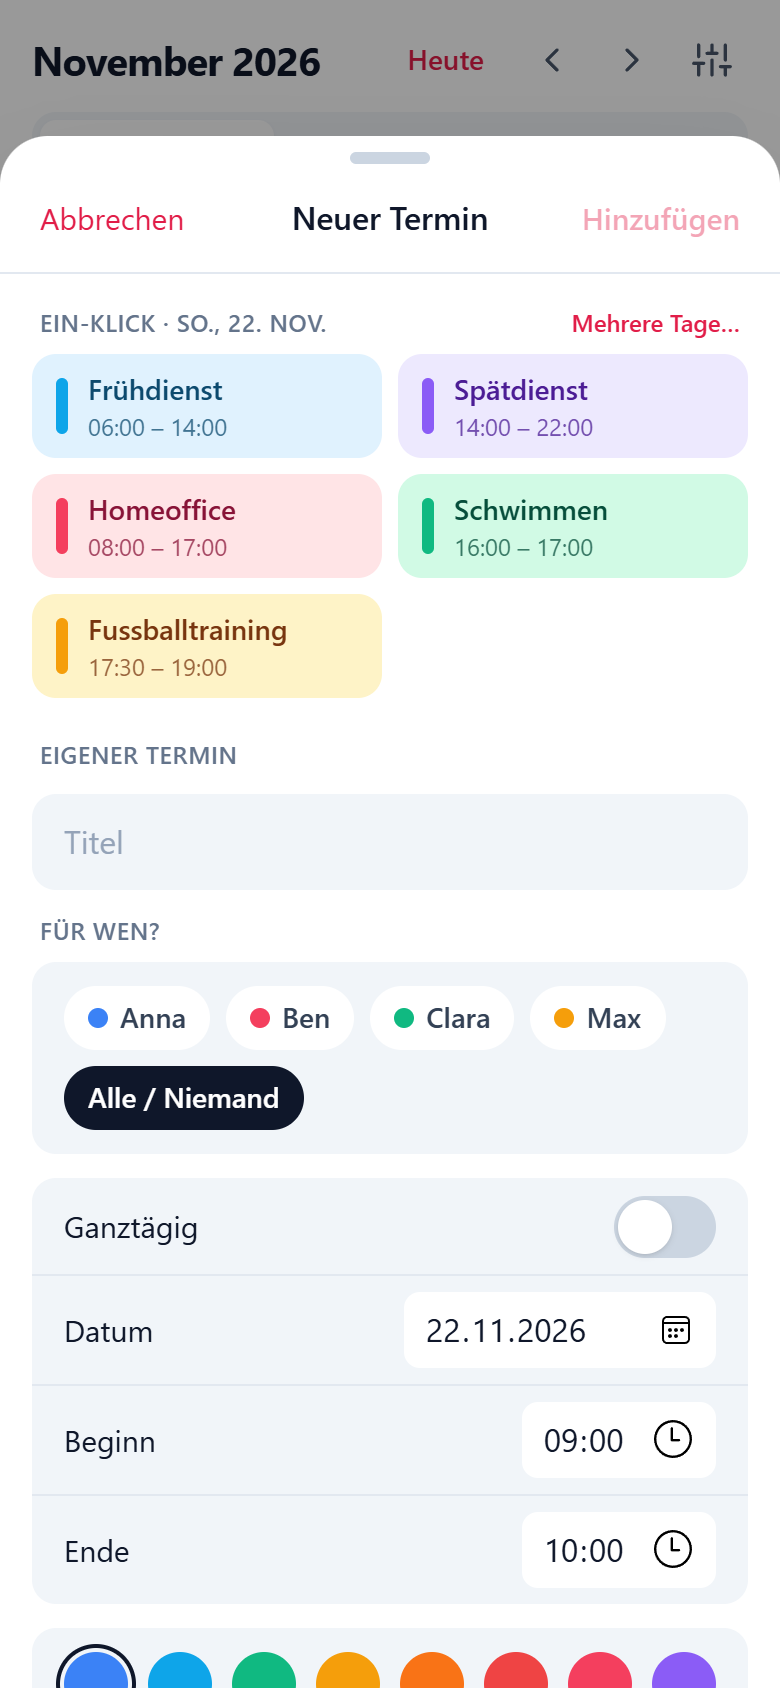 November 2026 Heute
Abbrechen Neuer Termin Hinzufügen
EIN-KLICK · SO., 22. NOV. Mehrere Tage...
Frühdienst
06:00 – 14:00
Spätdienst
14:00 – 22:00
Homeoffice
08:00 – 17:00
Schwimmen
16:00 – 17:00
Fussballtraining
17:30 – 19:00
EIGENER TERMIN
Titel
FÜR WEN?
Anna Ben Clara Max
Alle / Niemand
Ganztägig
Datum 22.11.2026
Beginn 09:00
Ende 10:00